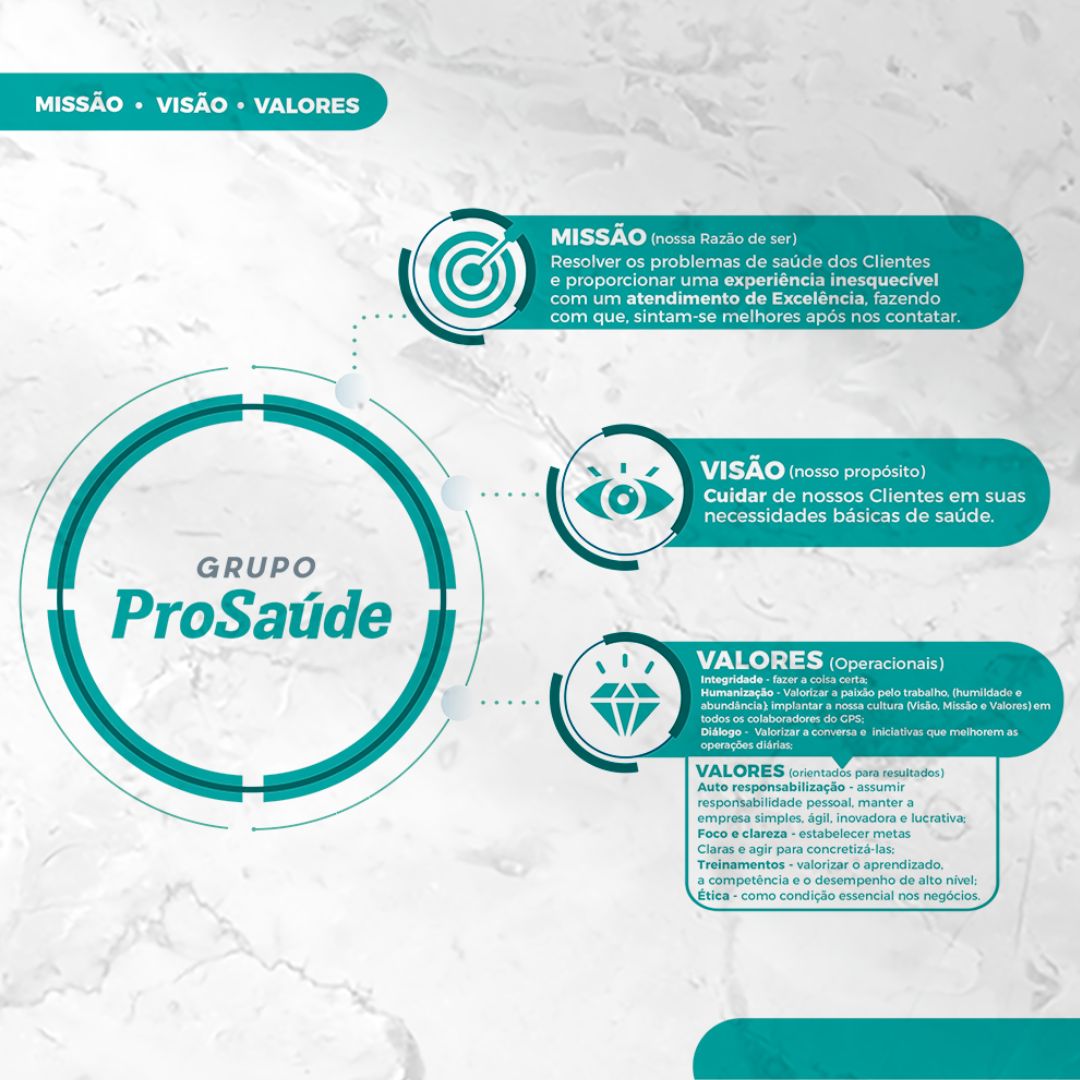 MISSÃO • VISÃO • VALORES
MISSÃO (nossa Razão de ser)
Resolver os problemas de saúde dos Clientes
e proporcionar uma experiência inesquecível
com um atendimento de Excelência, fazendo
com que, sintam-se melhores após nos contatar.
VISÃO (nosso propósito)
Cuidar de nossos Clientes em suas
necessidades básicas de saúde.
GRUPO
ProSaúde
VALORES (Operacionais)
Integridade - fazer a coisa certa;
Humanização - Valorizar a paixão pelo trabalho, (humildade e
abundância); implantar a nossa cultura (Visão, Missão e Valores) em
todos os colaboradores do GPS;
Diálogo - Valorizar a conversa e iniciativas que melhorem as
operações diárias;
VALORES (orientados para resultados)
Auto responsabilização - assumir
responsabilidade pessoal, manter a
empresa simples, ágil, inovadora e lucrativa;
Foco e clareza - estabelecer metas
Claras e agir para concretizá-las;
Treinamentos - valorizar o aprendizado,
a competência e o desempenho de alto nível;
Ética - como condição essencial nos negócios.